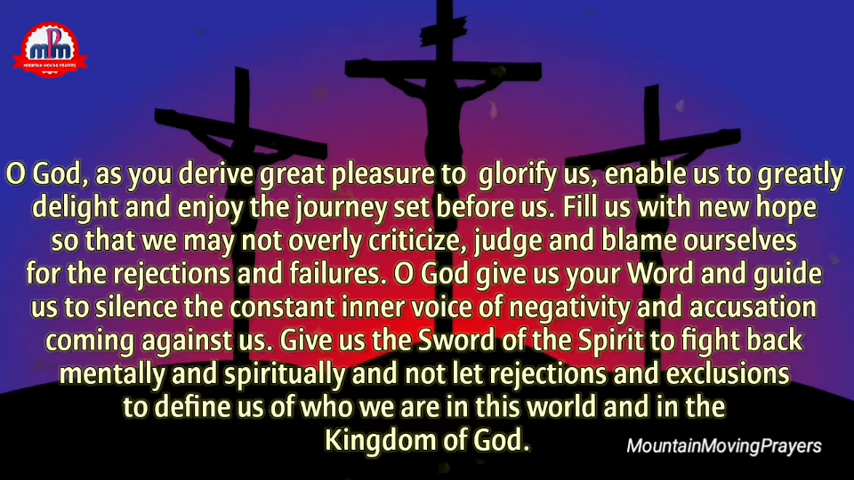 mpm
MOUNTAIN MOVING PRAYERS
O God, as you derive great pleasure to glorify us, enable us to greatly
delight and enjoy the journey set before us. Fill us with new hope
so that we may not overly criticize, judge and blame ourselves
for the rejections and failures. O God give us your Word and guide
us to silence the constant inner voice of negativity and accusation
coming against us. Give us the Sword of the Spirit to fight back
mentally and spiritually and not let rejections and exclusions
to define us of who we are in this world and in the
Kingdom of God.
MountainMovingPrayers